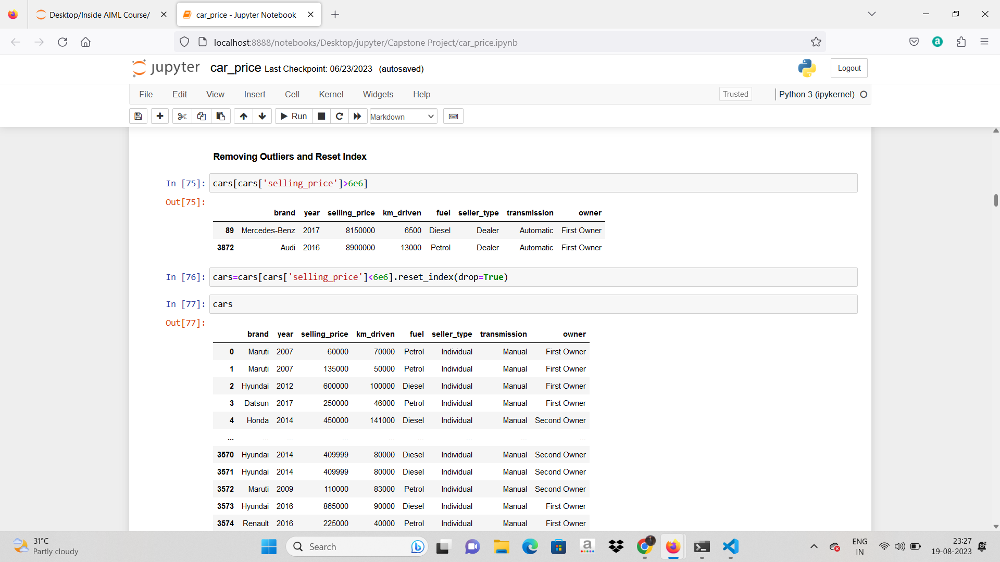 Desktop/Inside AIML Course/
car_price - Jupyter Notebook
localhost:8888/notebooks/Desktop/jupyter/Capstone Project/car_price.ipynb
a
jupyter car_price Last Checkpoint: 06/23/2023 (autosaved)
Logout
File Edit View Insert Cell Kernel Widgets Help
Trusted Python 3 (ipykernel)
Run Markdown
Removing Outliers and Reset Index
In [75]: cars[cars['selling_price']>6e6]
Out[75]:
brand year selling_price km_driven fuel seller_type transmission owner
89 Mercedes-Benz 2017 8150000 6500 Diesel Dealer Automatic First Owner
3872 Audi 2016 8900000 13000 Petrol Dealer Automatic First Owner
In [76]: cars=cars[cars['selling_price']<6e6].reset_index(drop=True)
In [77]: cars
Out[77]:
brand year selling_price km_driven fuel seller_type transmission owner
0 Maruti 2007 60000 70000 Petrol Individual Manual First Owner
1 Maruti 2007 135000 50000 Petrol Individual Manual First Owner
2 Hyundai 2012 600000 100000 Diesel Individual Manual First Owner
3 Datsun 2017 250000 46000 Petrol Individual Manual First Owner
4 Honda 2014 450000 141000 Diesel Individual Manual Second Owner
... ... ... ... ... ... ... ... ...
3570 Hyundai 2014 409999 80000 Diesel Individual Manual Second Owner
3571 Hyundai 2014 409999 80000 Diesel Individual Manual Second Owner
3572 Maruti 2009 110000 83000 Petrol Individual Manual Second Owner
3573 Hyundai 2016 865000 90000 Diesel Individual Manual First Owner
3574 Renault 2016 225000 40000 Petrol Individual Manual First Owner
31°C
Partly cloudy
Search
a
ENG
IN
23:27
19-08-2023